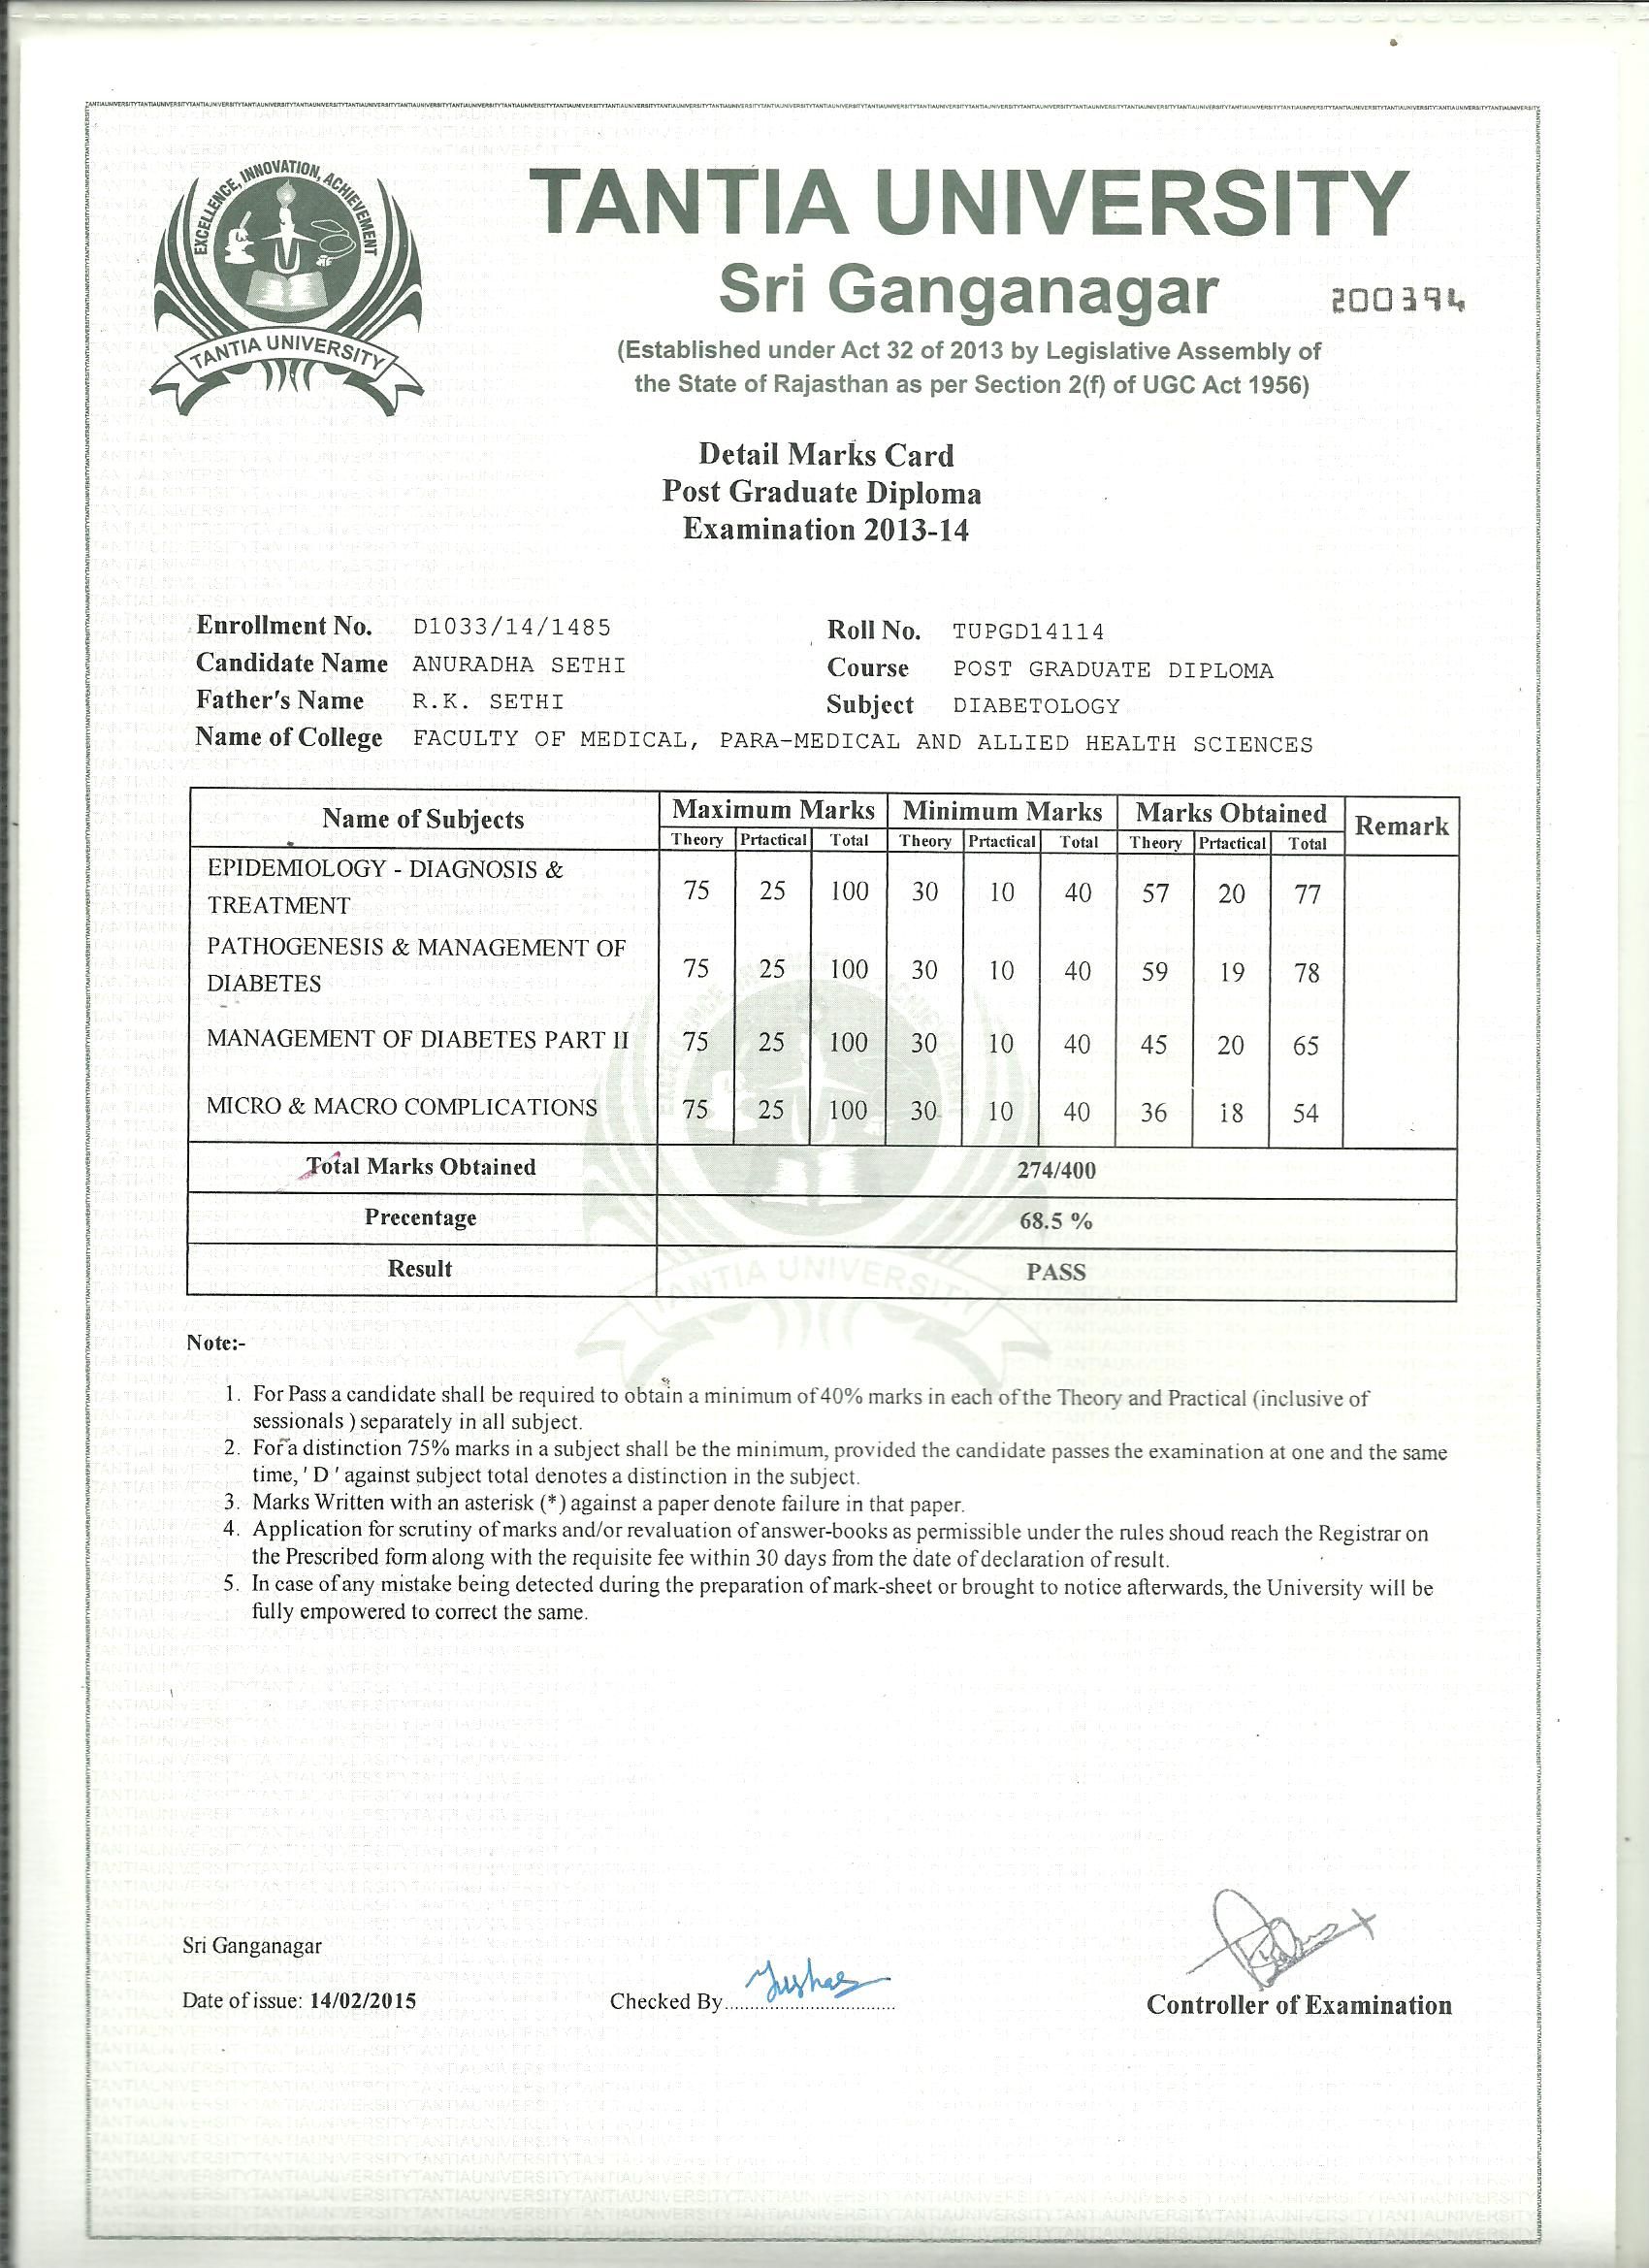 EXCELLENCE, INNOVATION, ACHIEVEMENT
TANTIA UNIVERSITY
TANTIA UNIVERSITY
Sri Ganganagar
200394
(Established under Act 32 of 2013 by Legislative Assembly of
the State of Rajasthan as per Section 2(f) of UGC Act 1956)
Detail Marks Card
Post Graduate Diploma
Examination 2013-14
Enrollment No. D1033/14/1485 Roll No. TUPGD14114
Candidate Name ANURADHA SETHI Course POST GRADUATE DIPLOMA
Father's Name R.K. SETHI Subject DIABETOLOGY
Name of College FACULTY OF MEDICAL, PARA-MEDICAL AND ALLIED HEALTH SCIENCES
Name of Subjects Maximum Marks Minimum Marks Marks Obtained Remark
Theory Prtactical Total Theory Prtactical Total Theory Prtactical Total
EPIDEMIOLOGY - DIAGNOSIS &
TREATMENT 75 25 100 30 10 40 57 20 77
PATHOGENESIS & MANAGEMENT OF
DIABETES 75 25 100 30 10 40 59 19 78
MANAGEMENT OF DIABETES PART II 75 25 100 30 10 40 45 20 65
MICRO & MACRO COMPLICATIONS 75 25 100 30 10 40 36 18 54
Total Marks Obtained 274/400
Precentage 68.5 %
Result PASS
TANTIA UNIVERSITY
Note:-
1. For Pass a candidate shall be required to obtain a minimum of 40% marks in each of the Theory and Practical (inclusive of
sessionals ) separately in all subject.
2. For a distinction 75% marks in a subject shall be the minimum, provided the candidate passes the examination at one and the same
time, ' D ' against subject total denotes a distinction in the subject.
3. Marks Written with an asterisk (*) against a paper denote failure in that paper.
4. Application for scrutiny of marks and/or revaluation of answer-books as permissible under the rules shoud reach the Registrar on
the Prescribed form along with the requisite fee within 30 days from the date of declaration of result.
5. In case of any mistake being detected during the preparation of mark-sheet or brought to notice afterwards, the University will be
fully empowered to correct the same.
Sri Ganganagar
Date of issue: 14/02/2015 Checked By.............................. Controller of Examination